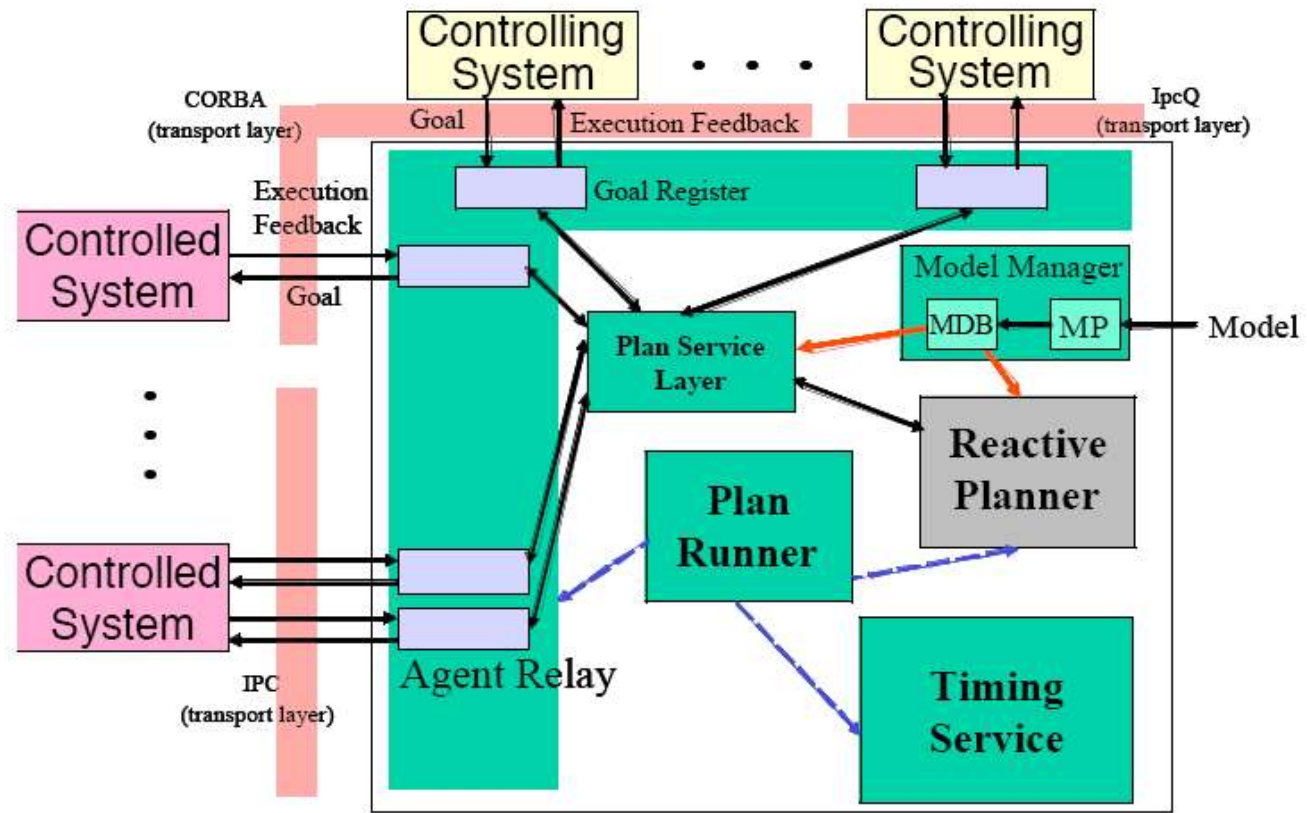 Controlling
System
Controlling
System
CORBA
(transport layer)
Goal
Execution Feedback
IpcQ
(transport layer)
Execution
Feedback
Goal Register
Controlled
System
Goal
Model Manager
MDB
MP
Model
Plan Service
Layer
Reactive
Planner
Plan
Runner
Controlled
System
Agent Relay
IPC
(transport layer)
Timing
Service